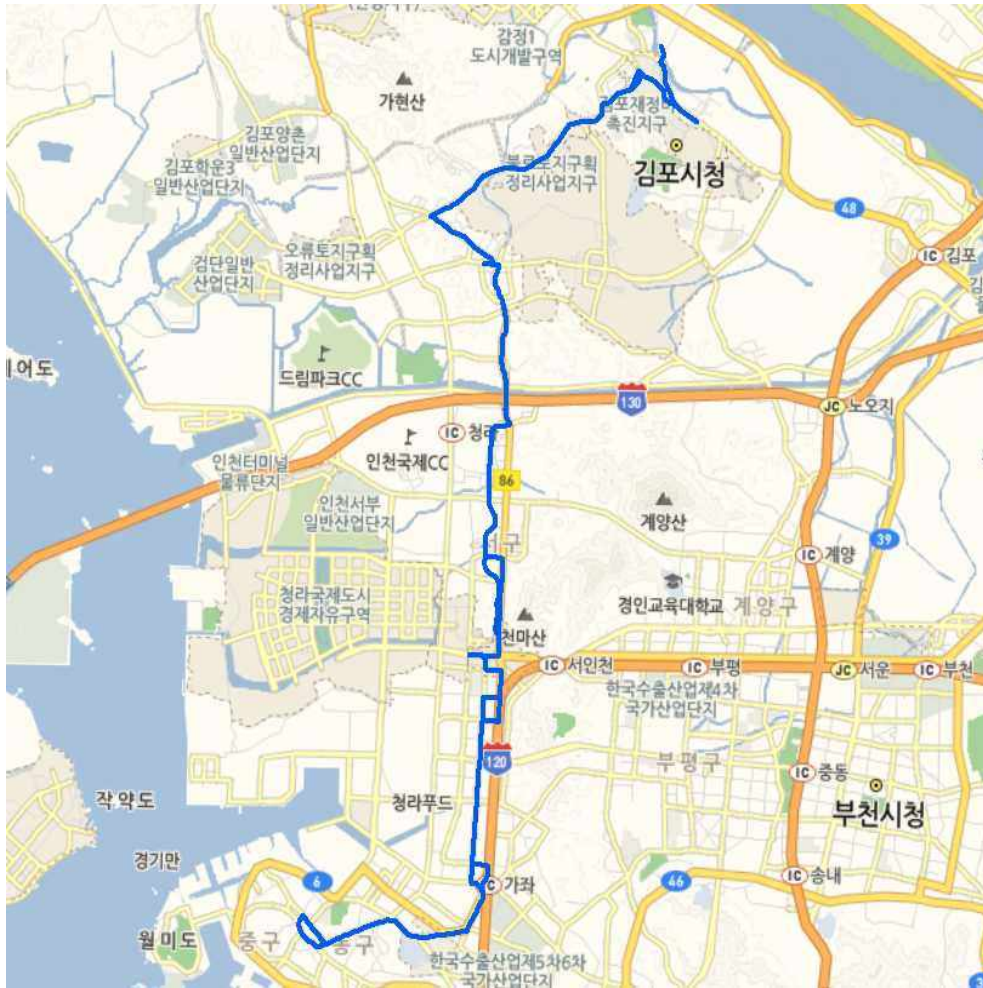 감정1
도시개발구역
가현산
김포양촌
일반산업단지
김포학운3
일반산업단지
김포재정비
촉진지구
김포시청
불로토지구획
정리사업지구
48
IC 김포
검단일반
산업단지
오류토지구획
정리사업지구
드림파크CC
130
JC 노오지
IC 청라
인천국제CC
인천터미널
물류단지
86
인천서부
일반산업단지
계양산
39
서구
IC 계양
청라국제도시
경제자유구역
경인교육대학교
계양구
천마산
IC 서인천
IC 부평
JC 서운
IC 부천
한국수출산업제4차
국가산업단지
120
부평구
IC 중동
작약도
청라푸드
부천시청
경기만
6
IC 가좌
46
IC 송내
월미도
중구
동구
한국수출산업제5차6차
국가산업단지